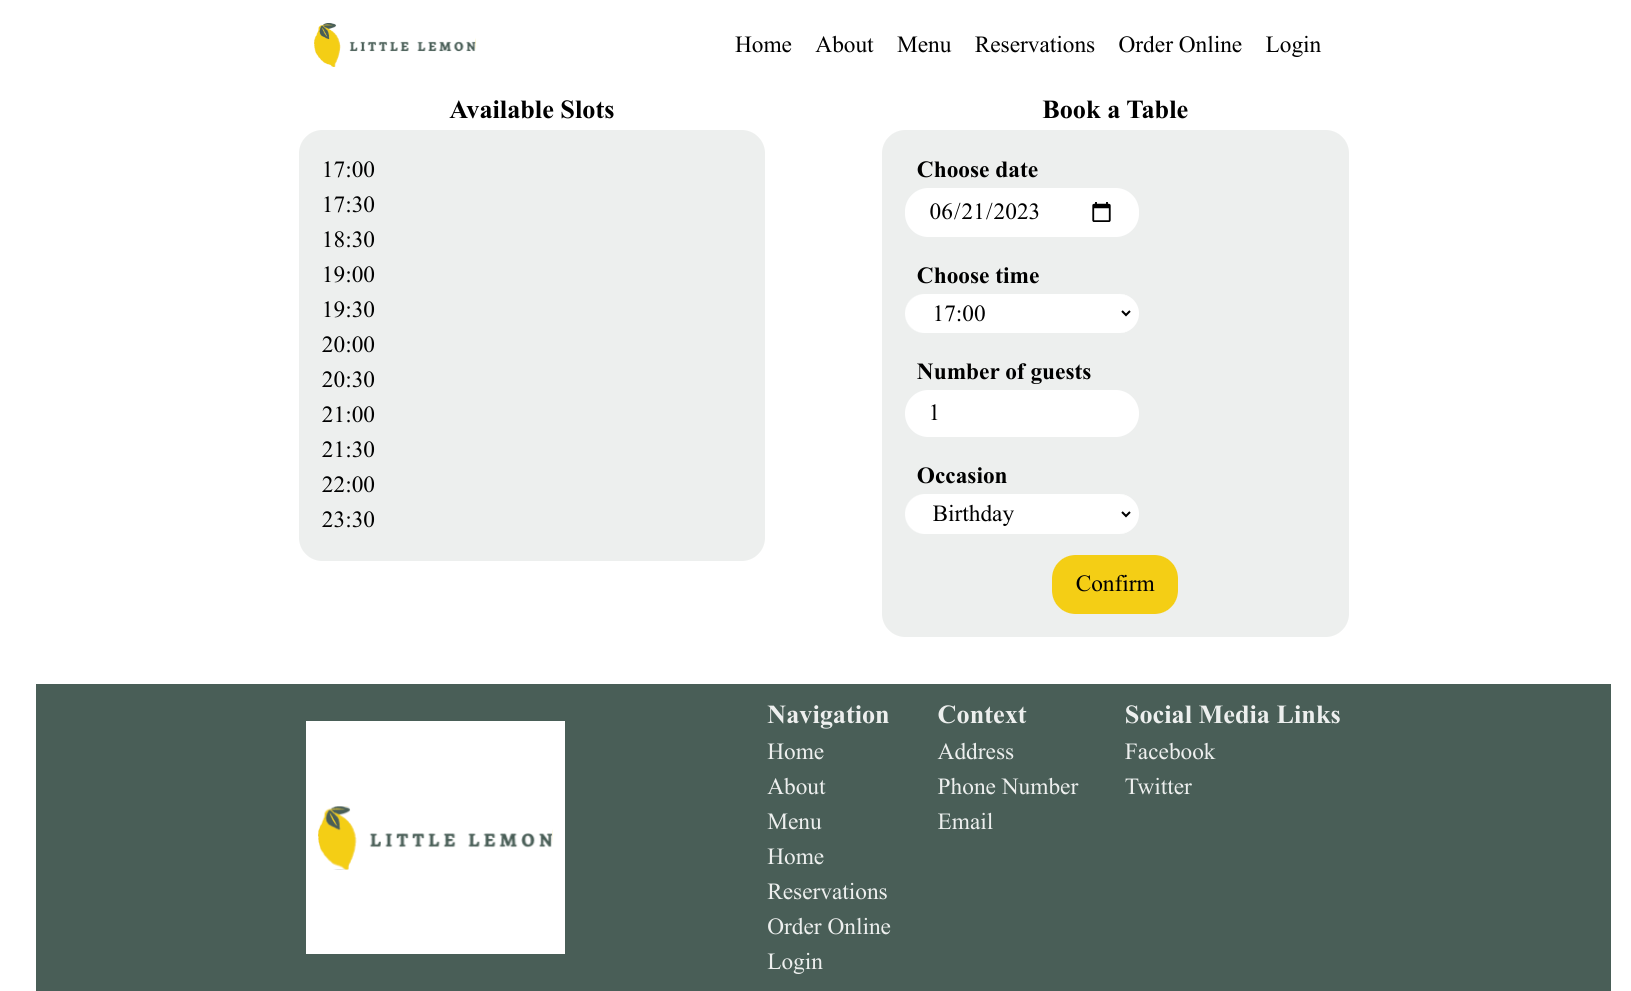 LITTLE LEMON
Home About Menu Reservations Order Online Login
Available Slots
17:00
17:30
18:30
19:00
19:30
20:00
20:30
21:00
21:30
22:00
23:30
Book a Table
Choose date
06/21/2023
Choose time
17:00
Number of guests
1
Occasion
Birthday
Confirm
LITTLE LEMON
Navigation
Home
About
Menu
Home
Reservations
Order Online
Login
Context
Address
Phone Number
Email
Social Media Links
Facebook
Twitter